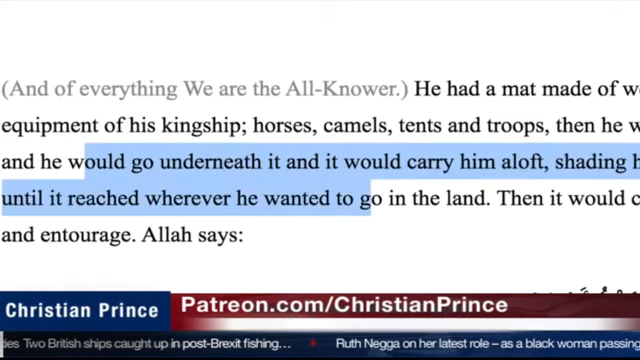 (And of everything We are the All-Knower.) He had a mat made of
equipment of his kingship; horses, camels, tents and troops, then he
and he would go underneath it and it would carry him aloft, shading
until it reached wherever he wanted to go in the land. Then it would
and entourage. Allah says:
Christian Prince
Patreon.com/ChristianPrince
Two British ships caught up in post-Brexit fishing... + Ruth Negga on her latest role – as a black woman passing